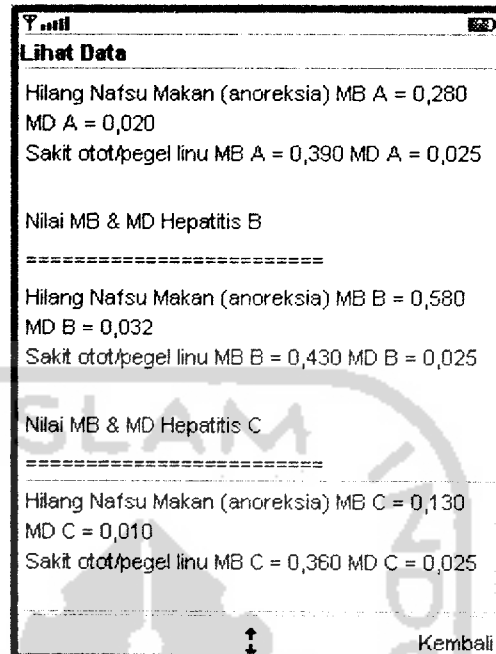 Lihat Data
Hilang Nafsu Makan (anoreksia) MB A = 0,280
MD A = 0,020
Sakit otot/pegel linu MB A = 0,390 MD A = 0,025
Nilai MB & MD Hepatitis B
=========================
Hilang Nafsu Makan (anoreksia) MB B = 0,580
MD B = 0,032
Sakit otot/pegel linu MB B = 0,430 MD B = 0,025
Nilai MB & MD Hepatitis C
=========================
Hilang Nafsu Makan (anoreksia) MB C = 0,130
MD C = 0,010
Sakit otot/pegel linu MB C = 0,360 MD C = 0,025
Kembali